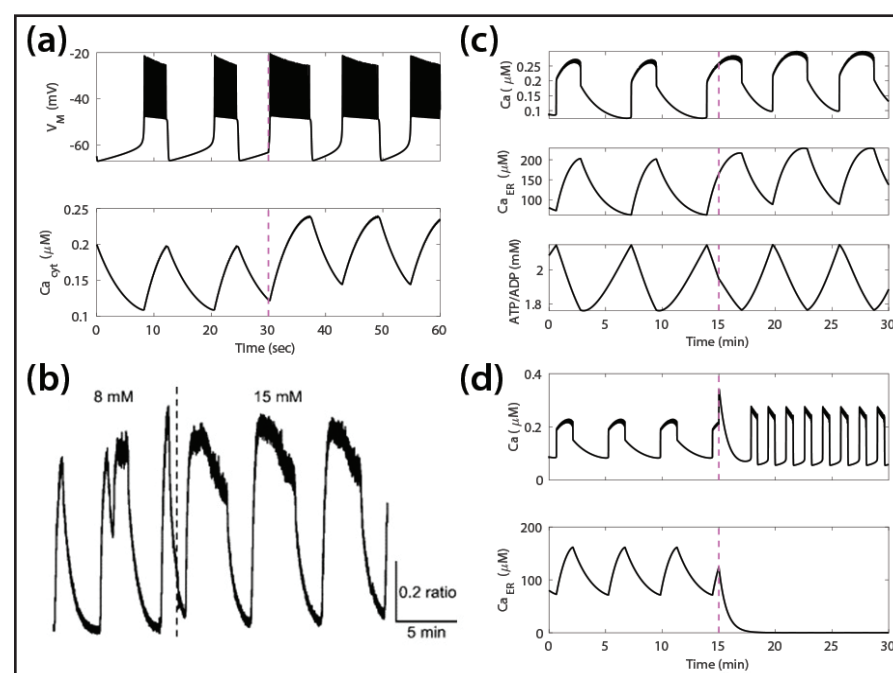 (a)
-20
-40
-60
V_M (mV)
0.25
0.2
0.15
0.1
Ca_cyt (μM)
0 10 20 30 40 50 60
Time (sec)
(b)
8 mM 15 mM
0.2 ratio
5 min
(c)
0.25
0.20
0.15
0.1
Ca ( μM)
200
150
100
Ca_ER (μM)
2
1.8
ATP/ADP (mM)
0 5 10 15 20 25 30
Time (min)
(d)
0.4
0.2
0
Ca ( μM)
200
100
0
Ca_ER (μM)
0 5 10 15 20 25 30
Time (min)